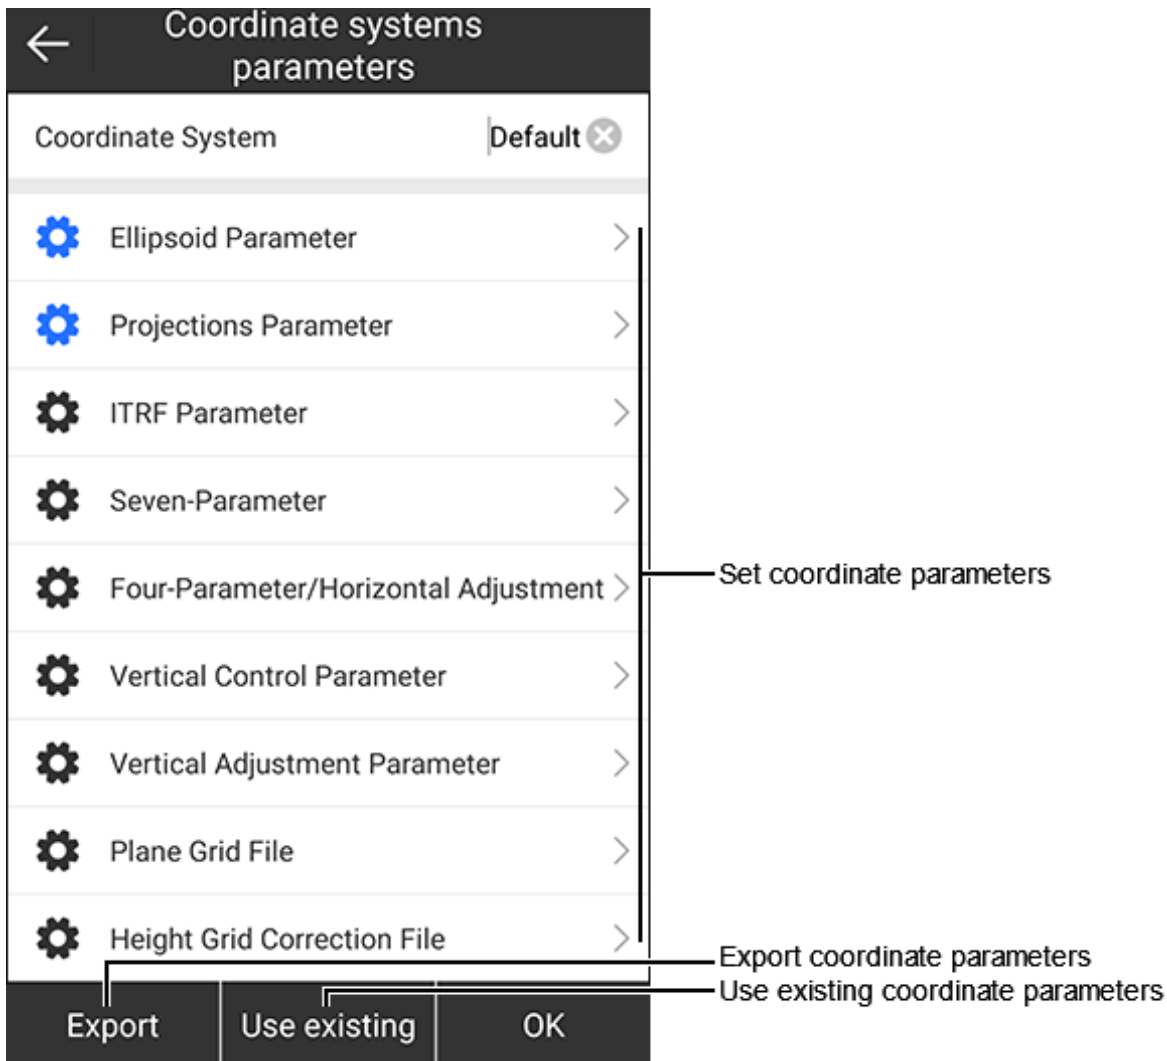 Coordinate systems
parameters
Coordinate System Default
Ellipsoid Parameter
Projections Parameter
ITRF Parameter
Seven-Parameter
Four-Parameter/Horizontal Adjustment
Set coordinate parameters
Vertical Control Parameter
Vertical Adjustment Parameter
Plane Grid File
Height Grid Correction File
Export coordinate parameters
Use existing coordinate parameters
Export Use existing OK